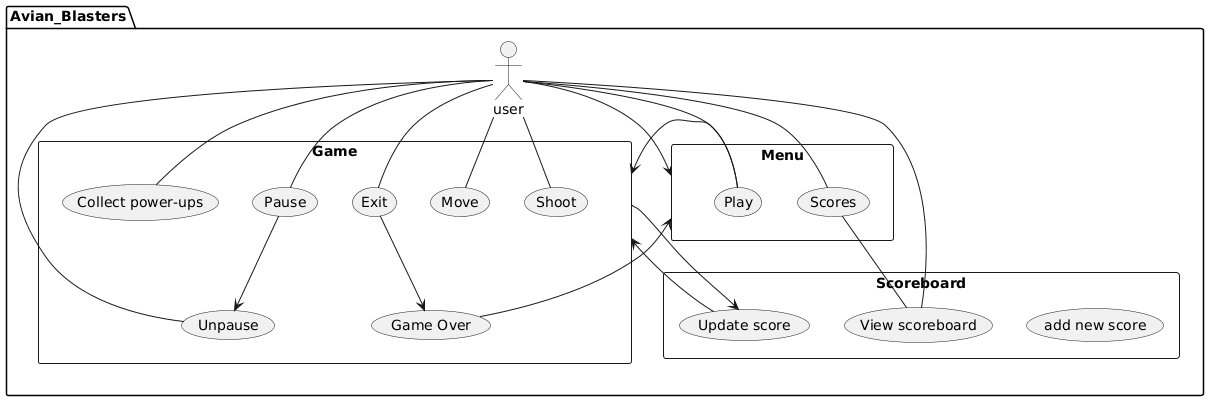 Avian_Blasters
user
Game
Menu
Collect power-ups
Pause
Exit
Move
Shoot
Play
Scores
Scoreboard
Unpause
Game Over
Update score
View scoreboard
add new score